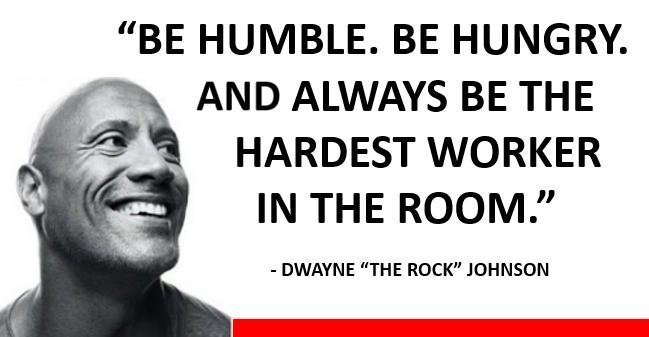 “BE HUMBLE. BE HUNGRY.
AND ALWAYS BE THE
HARDEST WORKER
IN THE ROOM.”
- DWAYNE “THE ROCK” JOHNSON